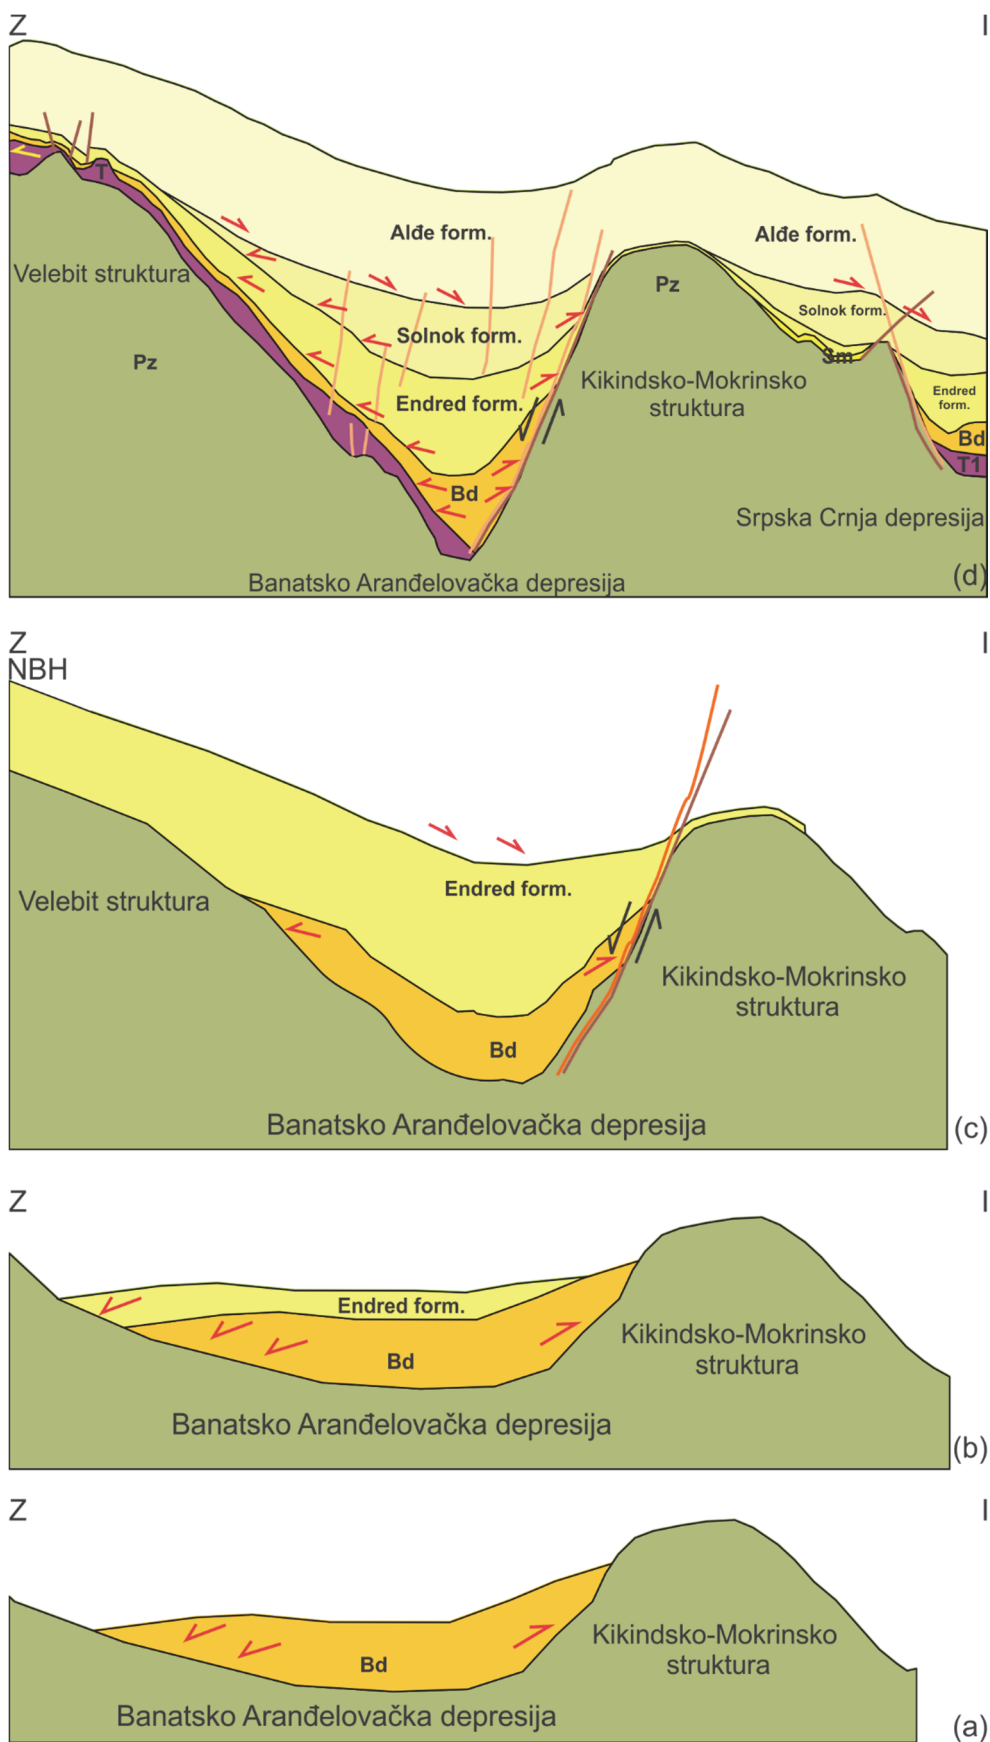 Z I
Alđe form.
Alđe form.
T
Velebit struktura
Pz
Solnok form.
Solnok form.
Pz
Sm
Kikindsko-Mokrinsko
struktura
Endred form.
Endred
form.
Bd
Bd
T1
Srpska Crnja depresija
Banatsko Aranđelovačka depresija
(d)
Z I
NBH
Endred form.
Velebit struktura
Kikindsko-Mokrinsko
struktura
Bd
Banatsko Aranđelovačka depresija
(c)
Z I
Endred form.
Kikindsko-Mokrinsko
struktura
Bd
Banatsko Aranđelovačka depresija
(b)
Z I
Kikindsko-Mokrinsko
struktura
Bd
Banatsko Aranđelovačka depresija
(a)